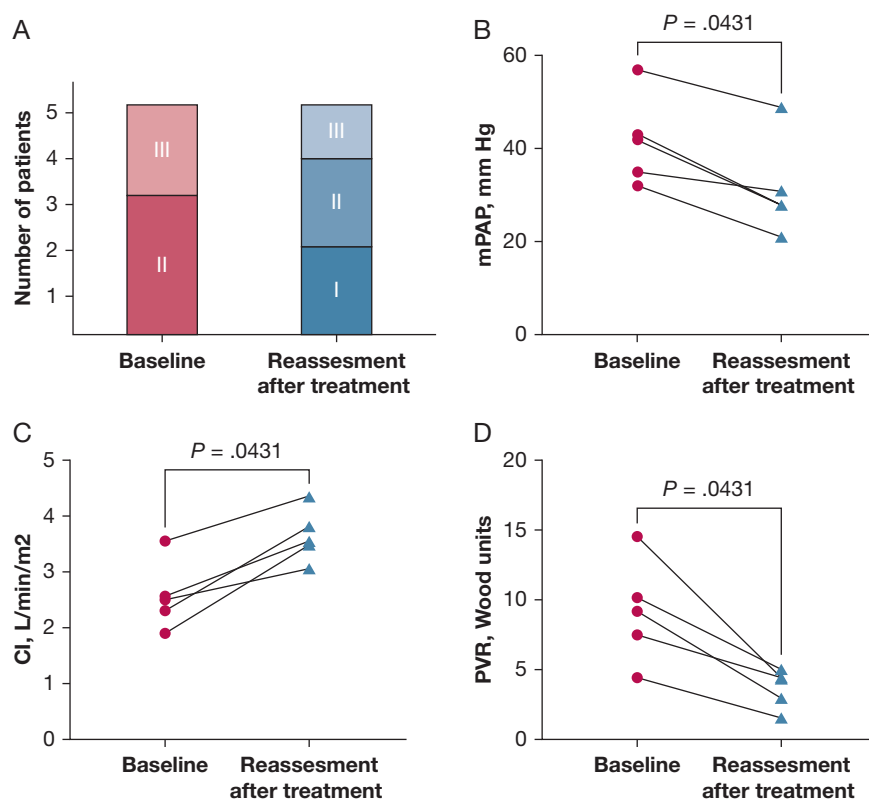 A
Number of patients
5
4
3
2
1
III
II
III
II
I
Baseline
Reassesment
after treatment
B
P = .0431
mPAP, mm Hg
60
40
20
0
Baseline
Reassesment
after treatment
C
P = .0431
CI, L/min/m2
5
4
3
2
1
0
Baseline
Reassesment
after treatment
D
P = .0431
PVR, Wood units
20
15
10
5
0
Baseline
Reassesment
after treatment